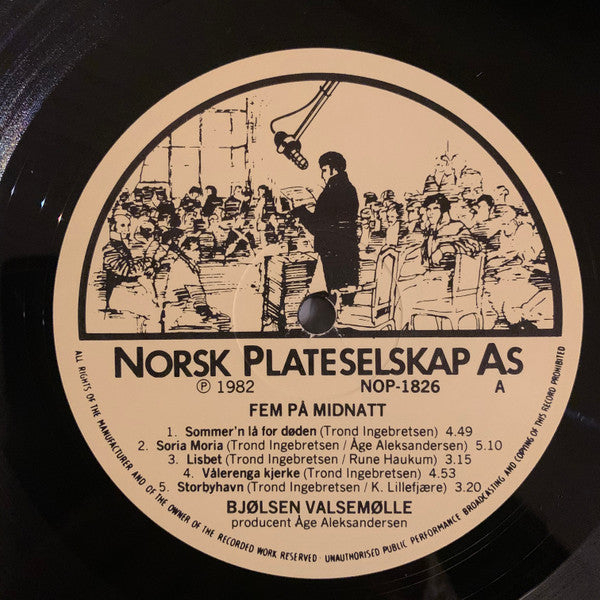 NORSK PLATESELSKAP AS
℗ 1982 NOP-1826 A
FEM PÅ MIDNATT
1. Sommer'n lå for døden (Trond Ingebretsen) 4.49
2. Soria Moria (Trond Ingebretsen / Åge Aleksandersen) 5.10
3. Lisbet (Trond Ingebretsen / Rune Haukum) 3.15
4. Vålerenga kjerke (Trond Ingebretsen) 4.53
5. Storbyhavn (Trond Ingebretsen / K. Lillefjære) 3.20
BJØLSEN VALSEMØLLE
producent Åge Aleksandersen
ALL RIGHTS OF THE MANUFACTURER AND OF THE OWNER OF THE RECORDED WORK RESERVED · UNAUTHORISED PUBLIC PERFORMANCE BROADCASTING AND COPYING OF THIS RECORD PROHIBITED